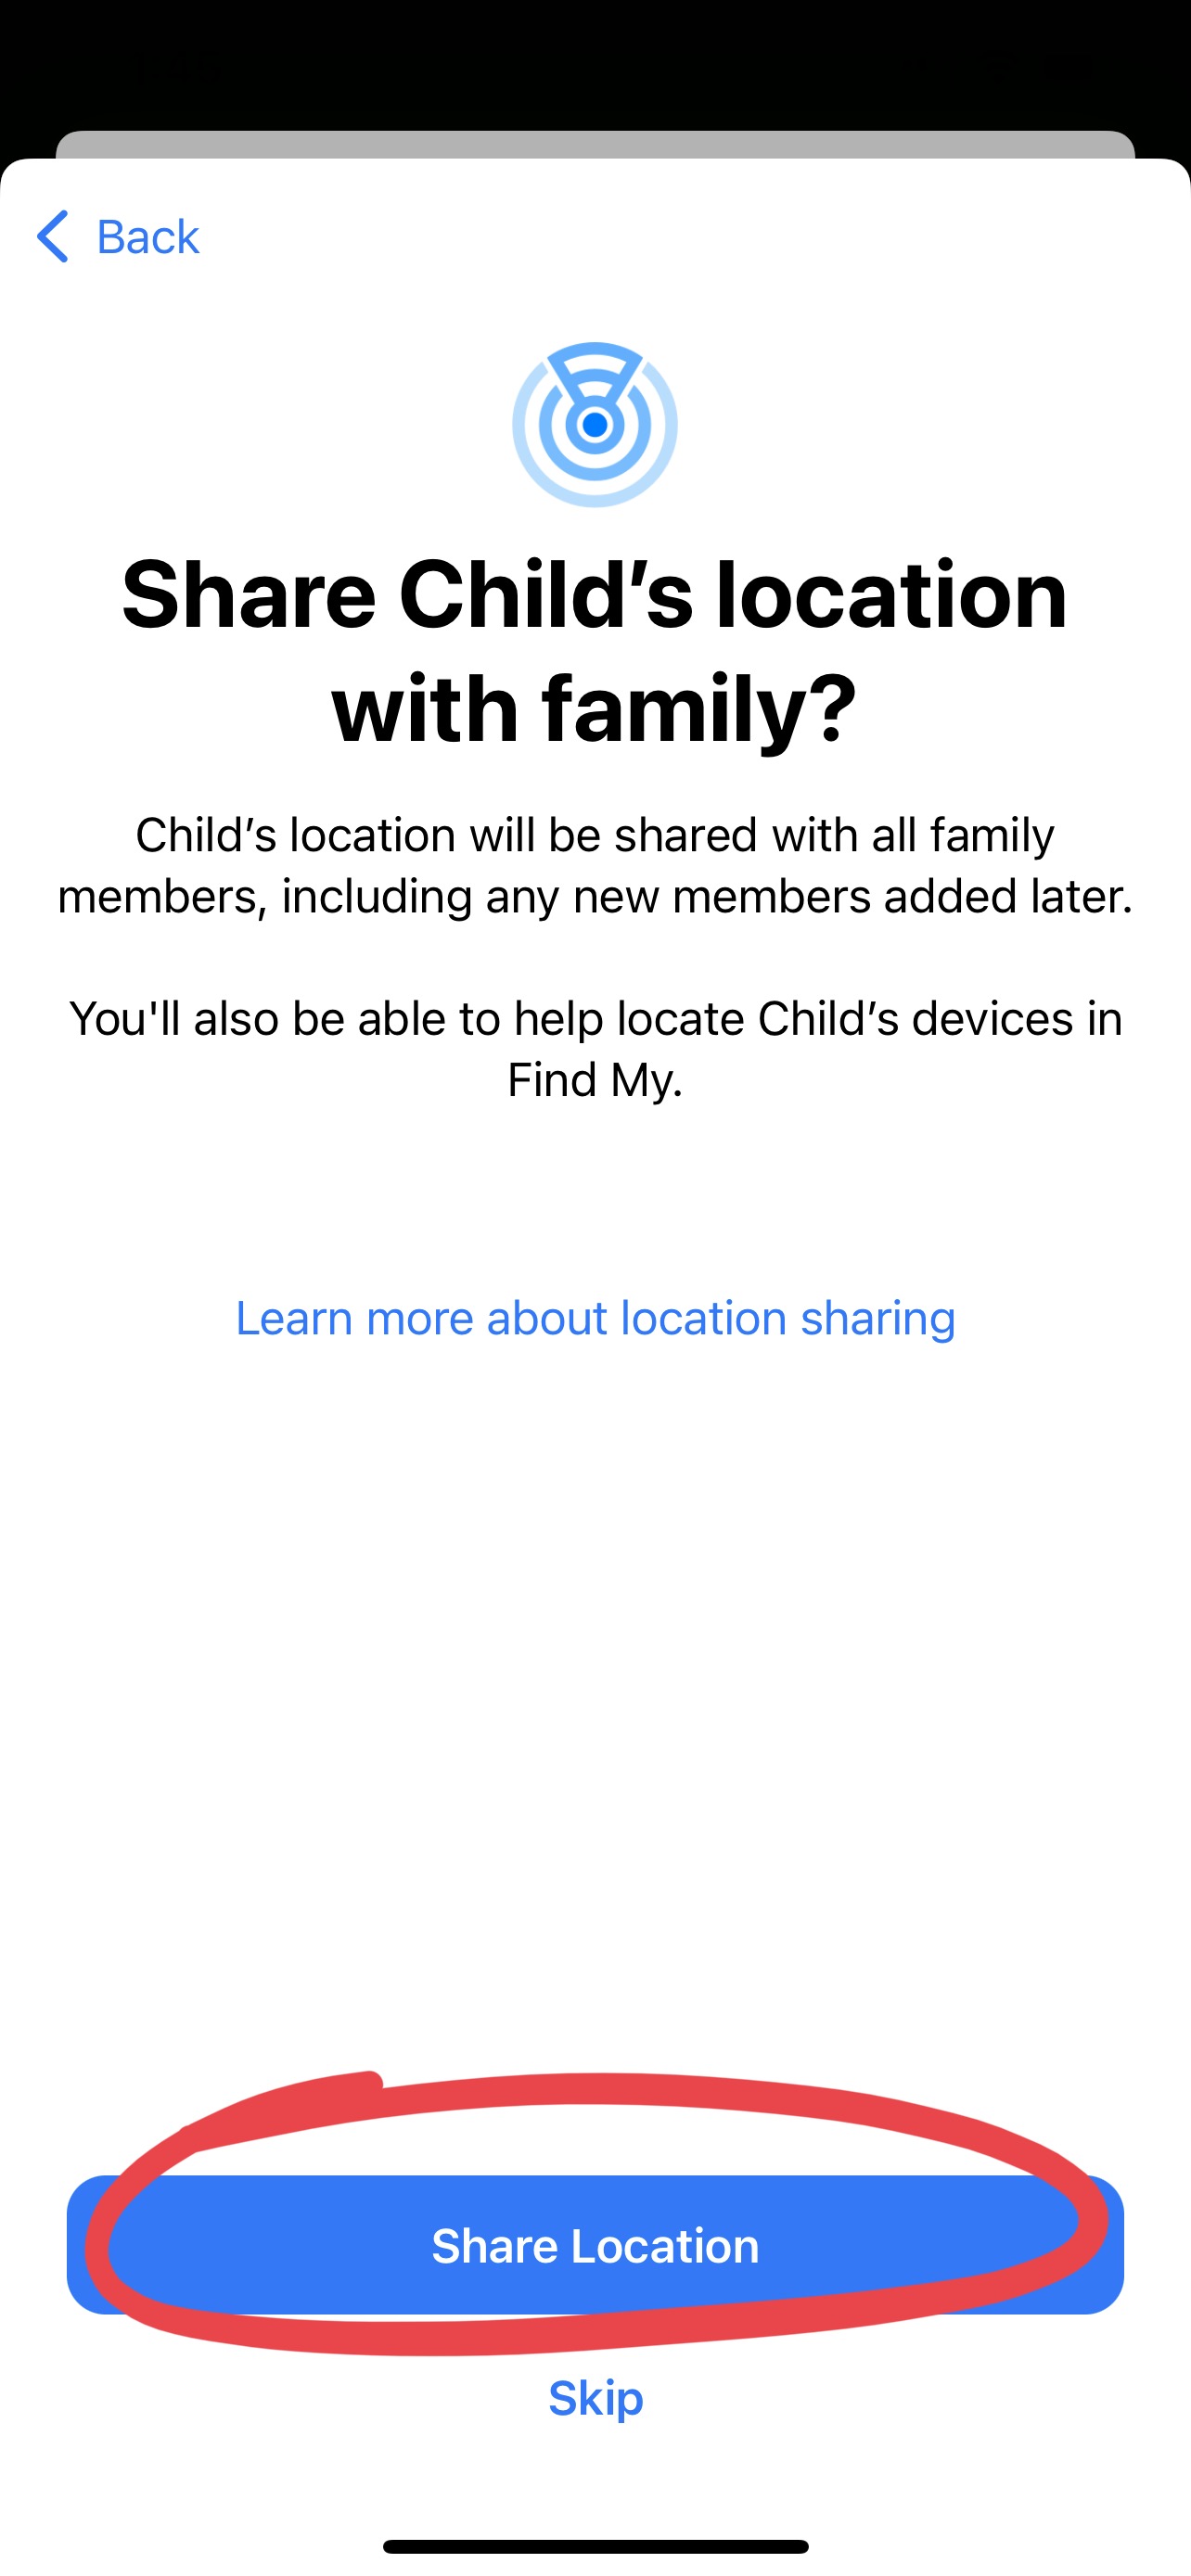 Back
Share Child’s location
with family?
Child’s location will be shared with all family
members, including any new members added later.
You'll also be able to help locate Child’s devices in
Find My.
Learn more about location sharing
Share Location
Skip